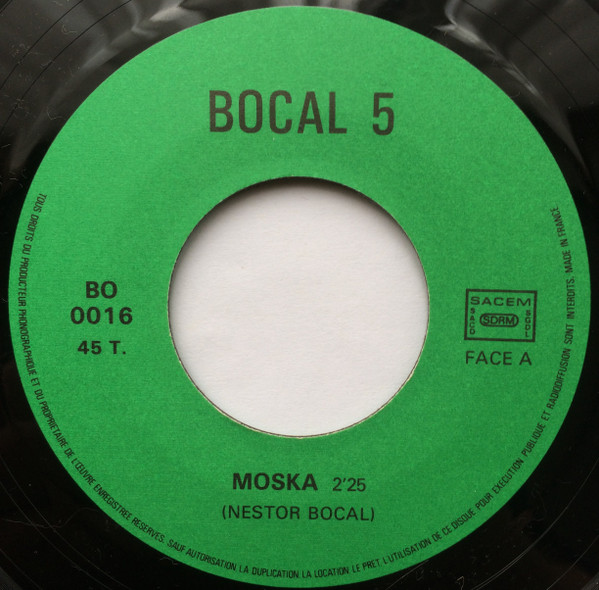 BOCAL 5
BO
0016
45 T.
SACEM
SACD
SDRM
SGDL
FACE A
MOSKA 2'25
(NESTOR BOCAL)
TOUS DROITS DU PRODUCTEUR PHONOGRAPHIQUE ET DU PROPRIETAIRE DE L'ŒUVRE ENREGISTREE RESERVES. SAUF AUTORISATION LA DUPLICATION LA LOCATION LE PRET L'UTILISATION DE CE DISQUE POUR EXECUTION PUBLIQUE ET RADIODIFFUSION SONT INTERDITS. MADE IN FRANCE